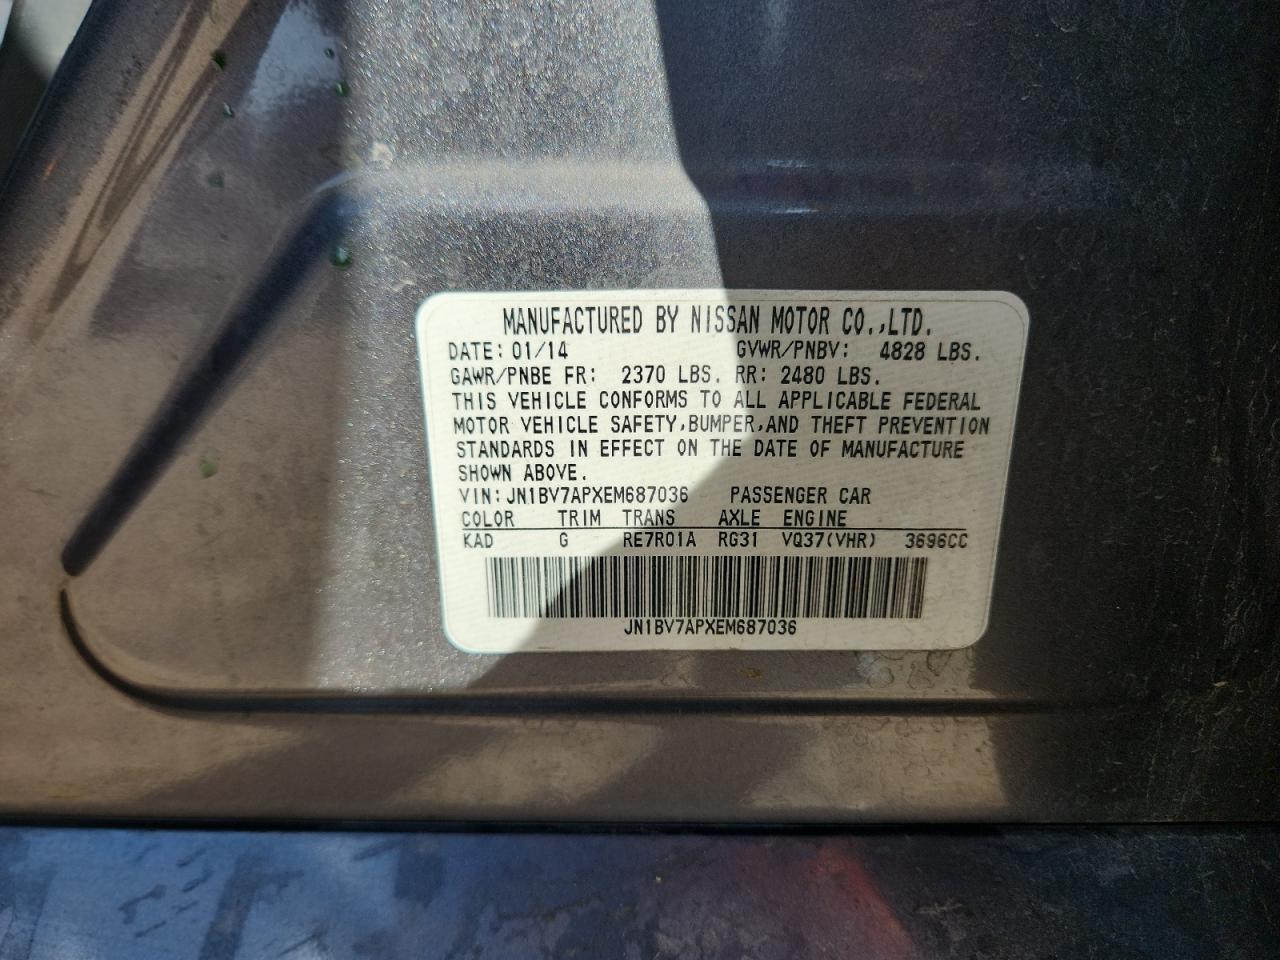 MANUFACTURED BY NISSAN MOTOR CO.,LTD.
DATE: 01/14 GVWR/PNBV: 4828 LBS.
GAWR/PNBE FR: 2370 LBS. RR: 2480 LBS.
THIS VEHICLE CONFORMS TO ALL APPLICABLE FEDERAL
MOTOR VEHICLE SAFETY,BUMPER,AND THEFT PREVENTION
STANDARDS IN EFFECT ON THE DATE OF MANUFACTURE
SHOWN ABOVE.
VIN: JN1BV7APXEM687036 PASSENGER CAR
COLOR TRIM TRANS AXLE ENGINE
KAD G RE7R01A RG31 VQ37(VHR) 3696CC
JN1BV7APXEM687036